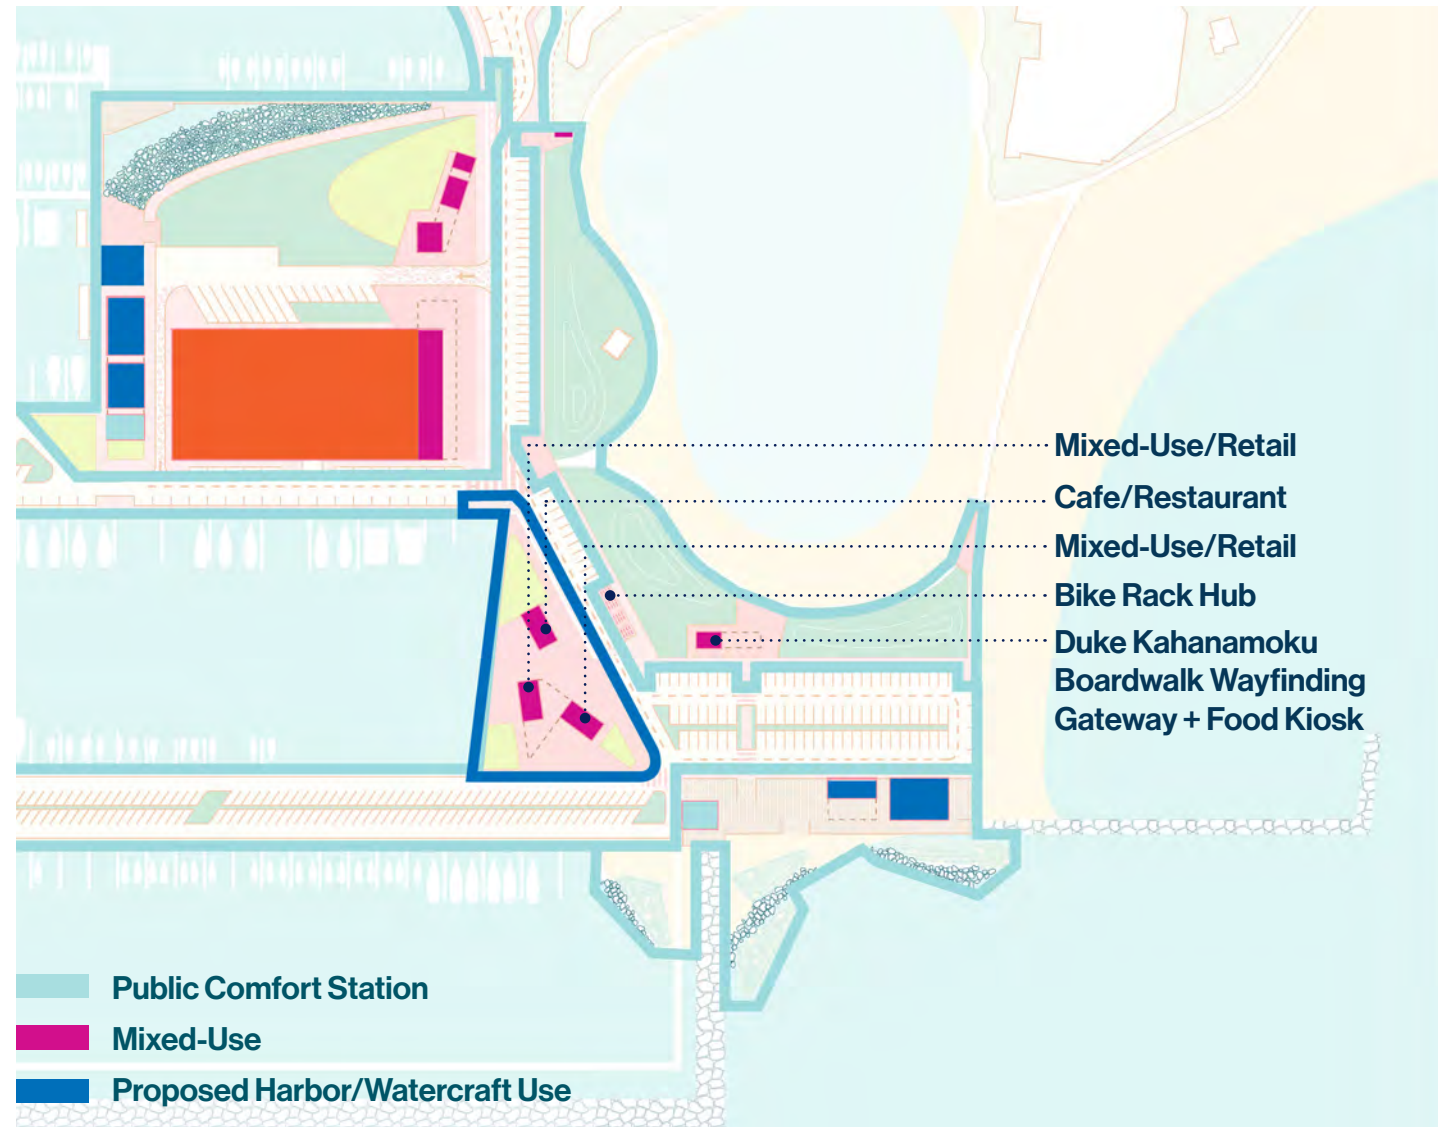 Mixed-Use/Retail
Cafe/Restaurant
Mixed-Use/Retail
Bike Rack Hub
Duke Kahanamoku
Boardwalk Wayfinding
Gateway + Food Kiosk
Public Comfort Station
Mixed-Use
Proposed Harbor/Watercraft Use